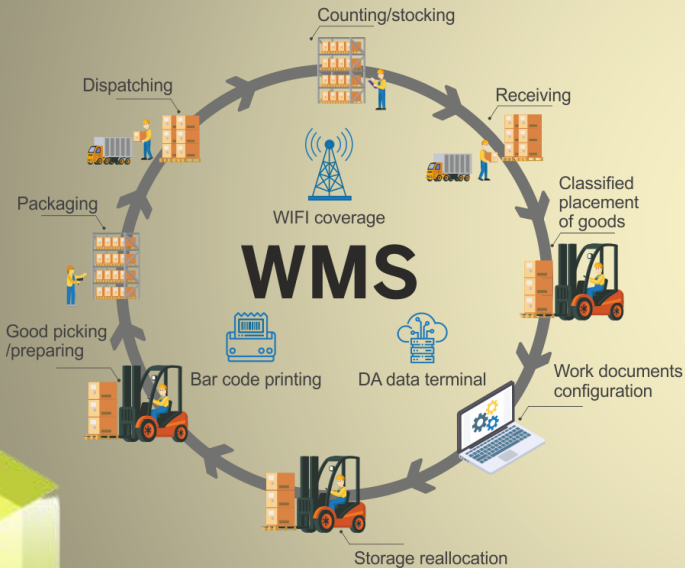 Counting/stocking
Dispatching
Receiving
Classified
placement
of goods
WIFI coverage
Packaging
WMS
Good picking
/preparing
Bar code printing
DA data terminal
Work documents
configuration
Storage reallocation